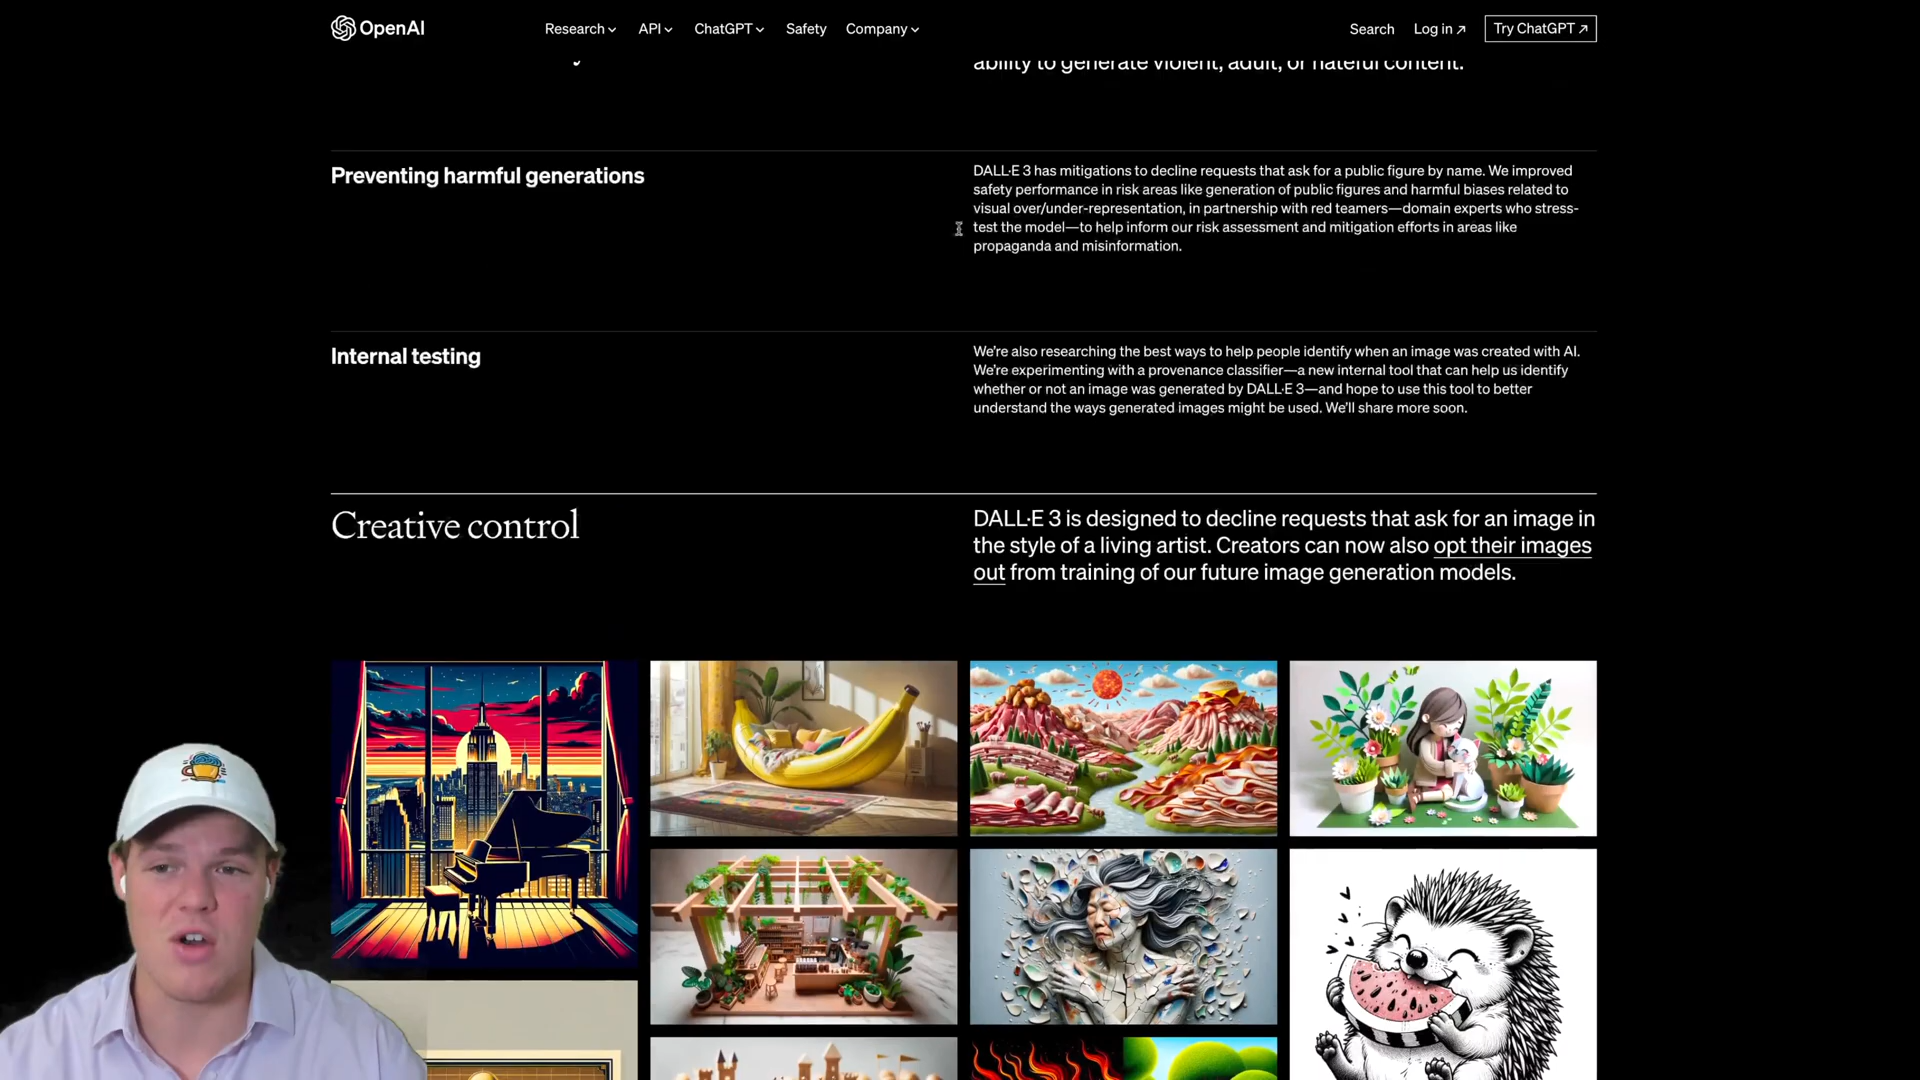 OpenAI
Research
API
ChatGPT
Safety
Company
Search
Log in ↗
Try ChatGPT ↗
ability to generate violent, adult, or hateful content.
Preventing harmful generations
DALL·E 3 has mitigations to decline requests that ask for a public figure by name. We improved
safety performance in risk areas like generation of public figures and harmful biases related to
visual over/under-representation, in partnership with red teamers—domain experts who stress-
test the model—to help inform our risk assessment and mitigation efforts in areas like
propaganda and misinformation.
Internal testing
We’re also researching the best ways to help people identify when an image was created with AI.
We’re experimenting with a provenance classifier—a new internal tool that can help us identify
whether or not an image was generated by DALL·E 3—and hope to use this tool to better
understand the ways generated images might be used. We’ll share more soon.
Creative control
DALL·E 3 is designed to decline requests that ask for an image in
the style of a living artist. Creators can now also opt their images
out from training of our future image generation models.